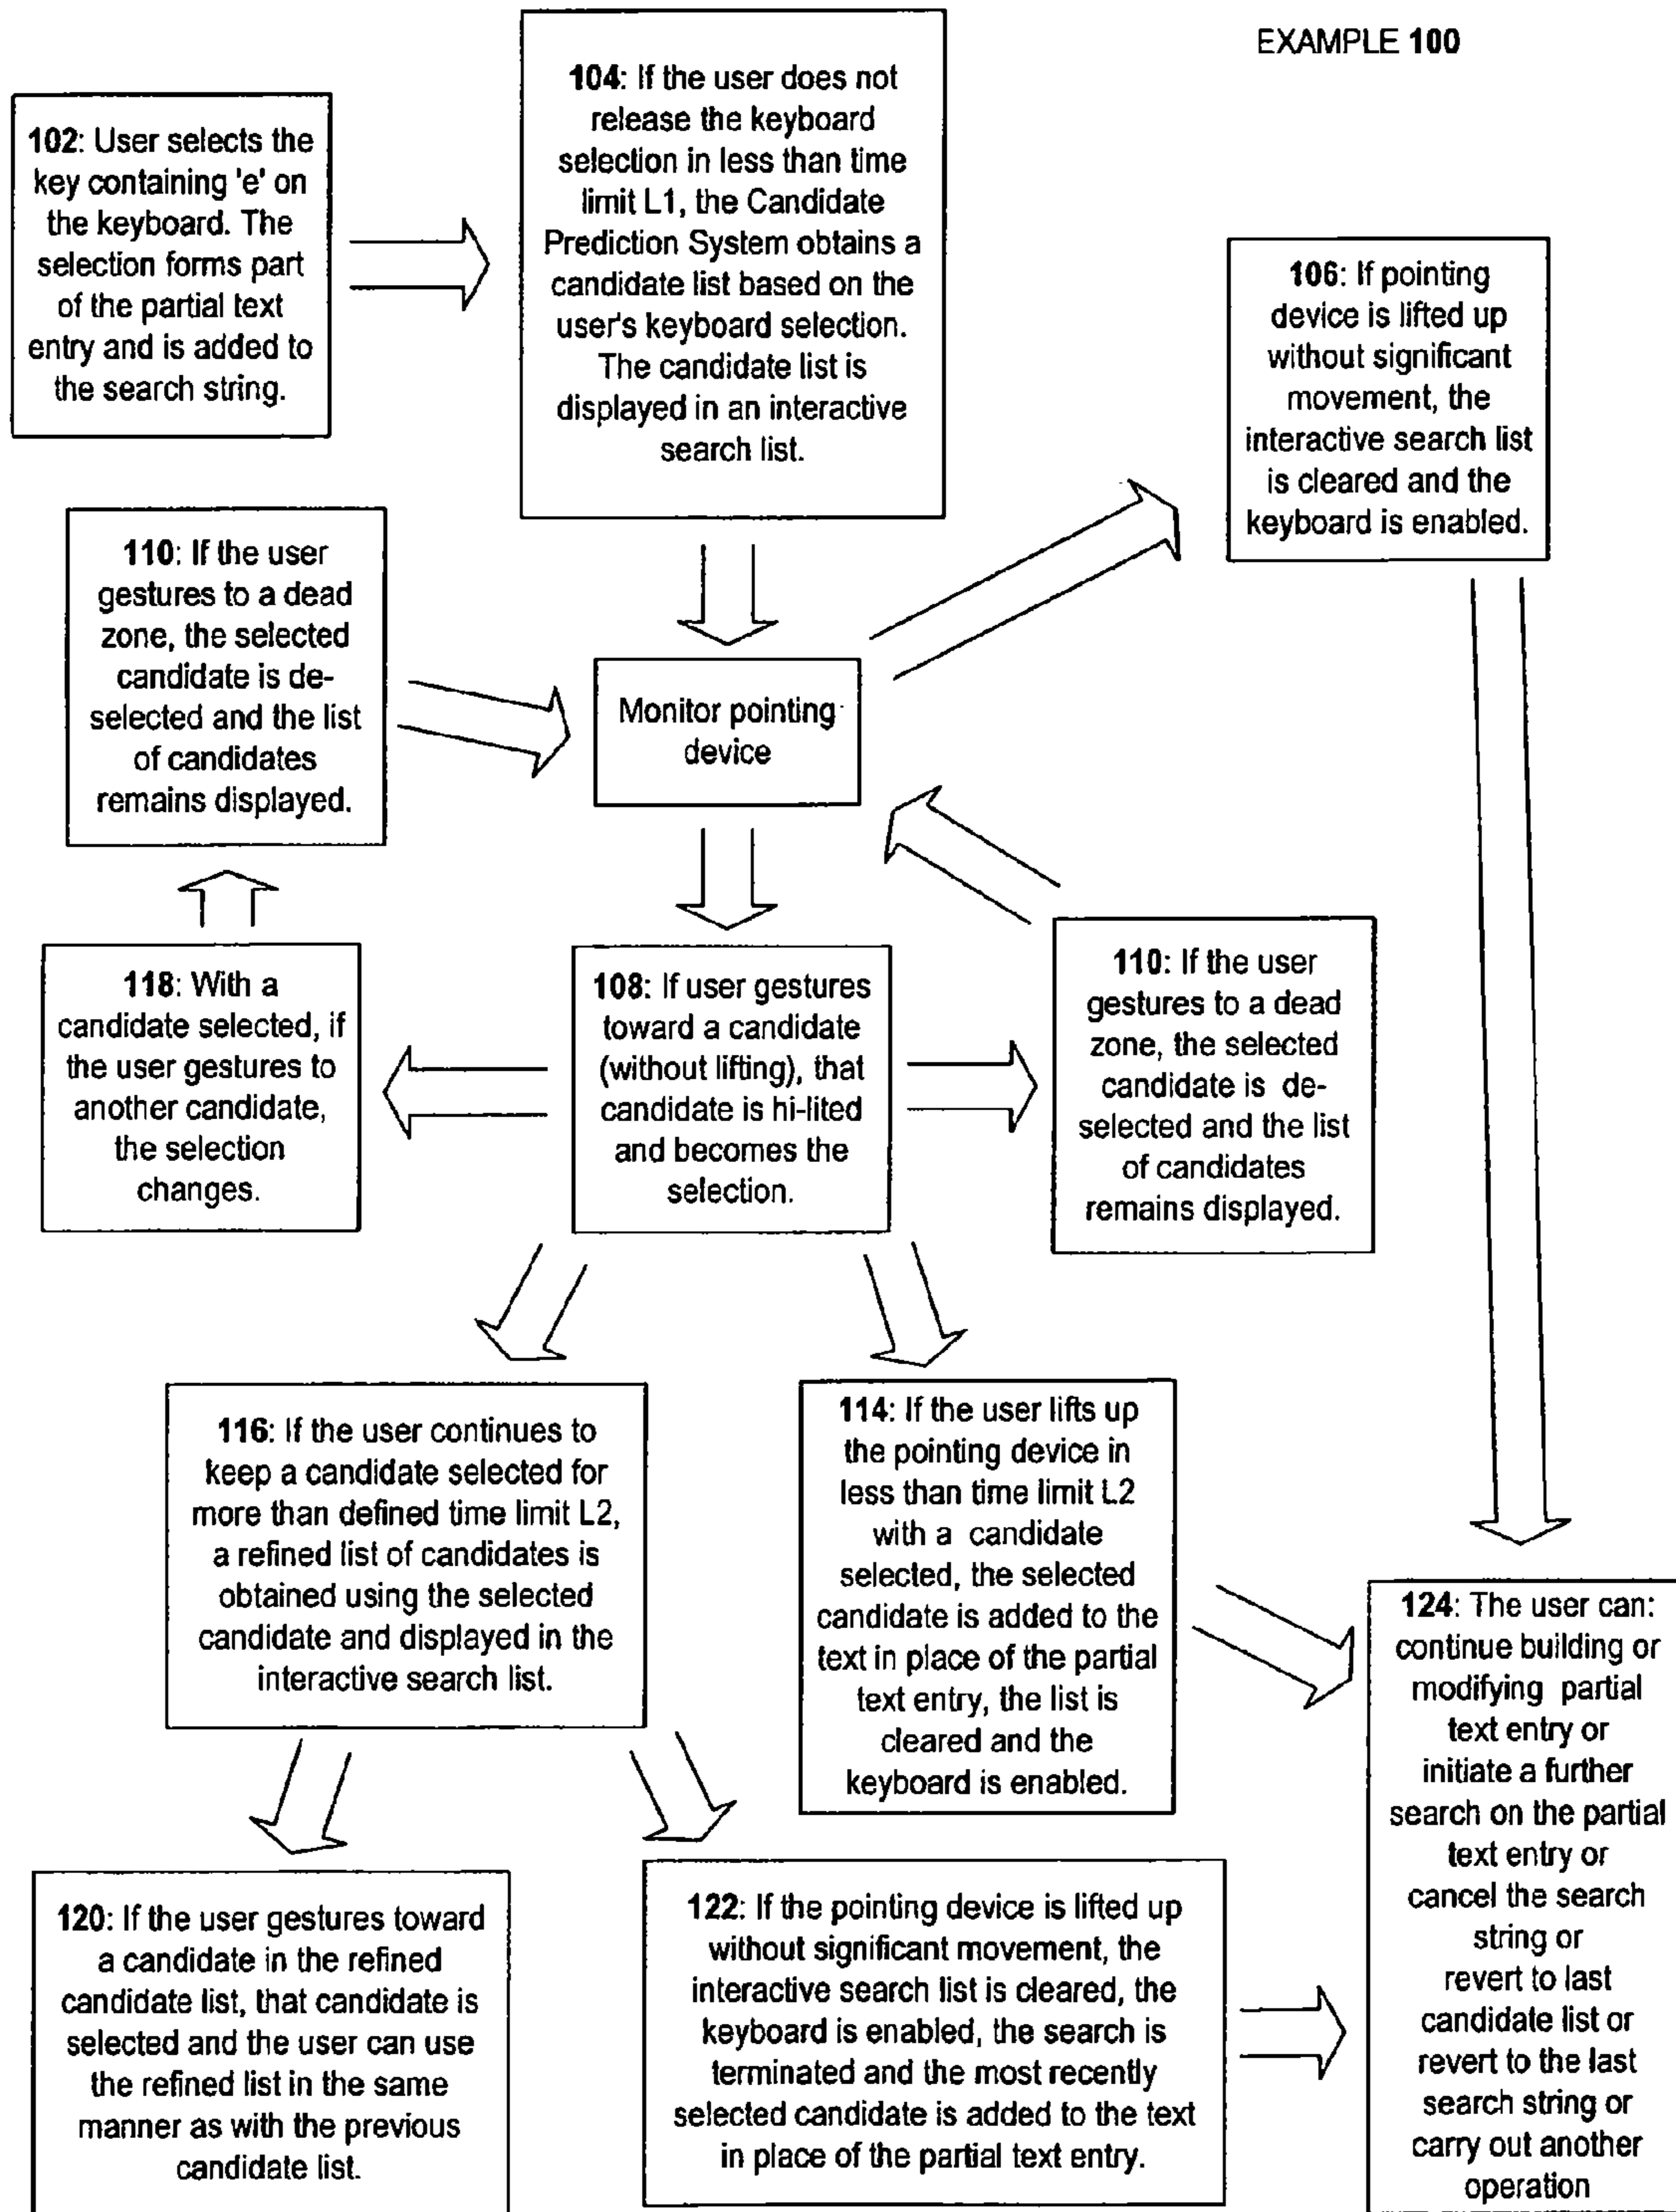 EXAMPLE 100
102: User selects the
key containing 'e' on
the keyboard. The
selection forms part
of the partial text
entry and is added to
the search string.
104: If the user does not
release the keyboard
selection in less than time
limit L1, the Candidate
Prediction System obtains a
candidate list based on the
user's keyboard selection.
The candidate list is
displayed in an interactive
search list.
106: If pointing
device is lifted up
without significant
movement, the
interactive search list
is cleared and the
keyboard is enabled.
110: If the user
gestures to a dead
zone, the selected
candidate is de-
selected and the list
of candidates
remains displayed.
Monitor pointing
device
118: With a
candidate selected, if
the user gestures to
another candidate,
the selection
changes.
108: If user gestures
toward a candidate
(without lifting), that
candidate is hi-lited
and becomes the
selection.
110: If the user
gestures to a dead
zone, the selected
candidate is de-
selected and the list
of candidates
remains displayed.
116: If the user continues to
keep a candidate selected for
more than defined time limit L2,
a refined list of candidates is
obtained using the selected
candidate and displayed in the
interactive search list.
114: If the user lifts up
the pointing device in
less than time limit L2
with a candidate
selected, the selected
candidate is added to the
text in place of the partial
text entry, the list is
cleared and the
keyboard is enabled.
124: The user can:
continue building or
modifying partial
text entry or
initiate a further
search on the partial
text entry or
cancel the search
string or
revert to last
candidate list or
revert to the last
search string or
carry out another
operation
120: If the user gestures toward
a candidate in the refined
candidate list, that candidate is
selected and the user can use
the refined list in the same
manner as with the previous
candidate list.
122: If the pointing device is lifted up
without significant movement, the
interactive search list is cleared, the
keyboard is enabled, the search is
terminated and the most recently
selected candidate is added to the text
in place of the partial text entry.